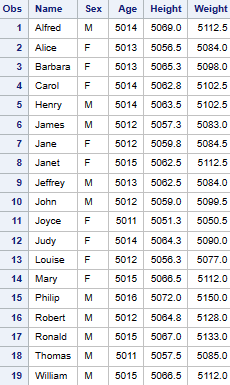 Obs Name Sex Age Height Weight
1 Alfred M 5014 5069.0 5112.5
2 Alice F 5013 5056.5 5084.0
3 Barbara F 5013 5065.3 5098.0
4 Carol F 5014 5062.8 5102.5
5 Henry M 5014 5063.5 5102.5
6 James M 5012 5057.3 5083.0
7 Jane F 5012 5059.8 5084.5
8 Janet F 5015 5062.5 5112.5
9 Jeffrey M 5013 5062.5 5084.0
10 John M 5012 5059.0 5099.5
11 Joyce F 5011 5051.3 5050.5
12 Judy F 5014 5064.3 5090.0
13 Louise F 5012 5056.3 5077.0
14 Mary F 5015 5066.5 5112.0
15 Philip M 5016 5072.0 5150.0
16 Robert M 5012 5064.8 5128.0
17 Ronald M 5015 5067.0 5133.0
18 Thomas M 5011 5057.5 5085.0
19 William M 5015 5066.5 5112.0